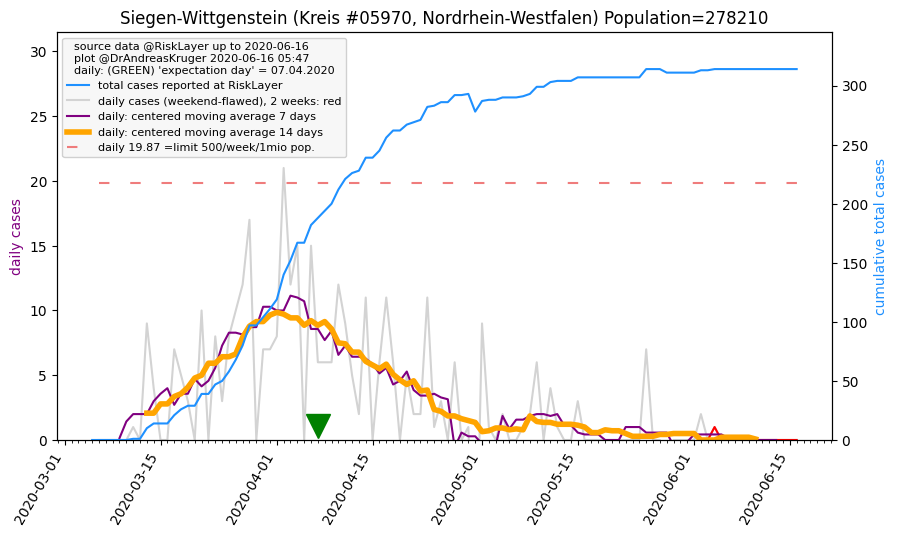 Siegen-Wittgenstein (Kreis #05970, Nordrhein-Westfalen) Population=278210
source data @RiskLayer up to 2020-06-16
plot @DrAndreasKruger 2020-06-16 05:47
daily: (GREEN) 'expectation day' = 07.04.2020
total cases reported at RiskLayer
daily cases (weekend-flawed), 2 weeks: red
daily: centered moving average 7 days
daily: centered moving average 14 days
daily 19.87 =limit 500/week/1mio pop.
daily cases
30
25
20
15
10
5
0
cumulative total cases
300
250
200
150
100
50
0
2020-03-01
2020-03-15
2020-04-01
2020-04-15
2020-05-01
2020-05-15
2020-06-01
2020-06-15